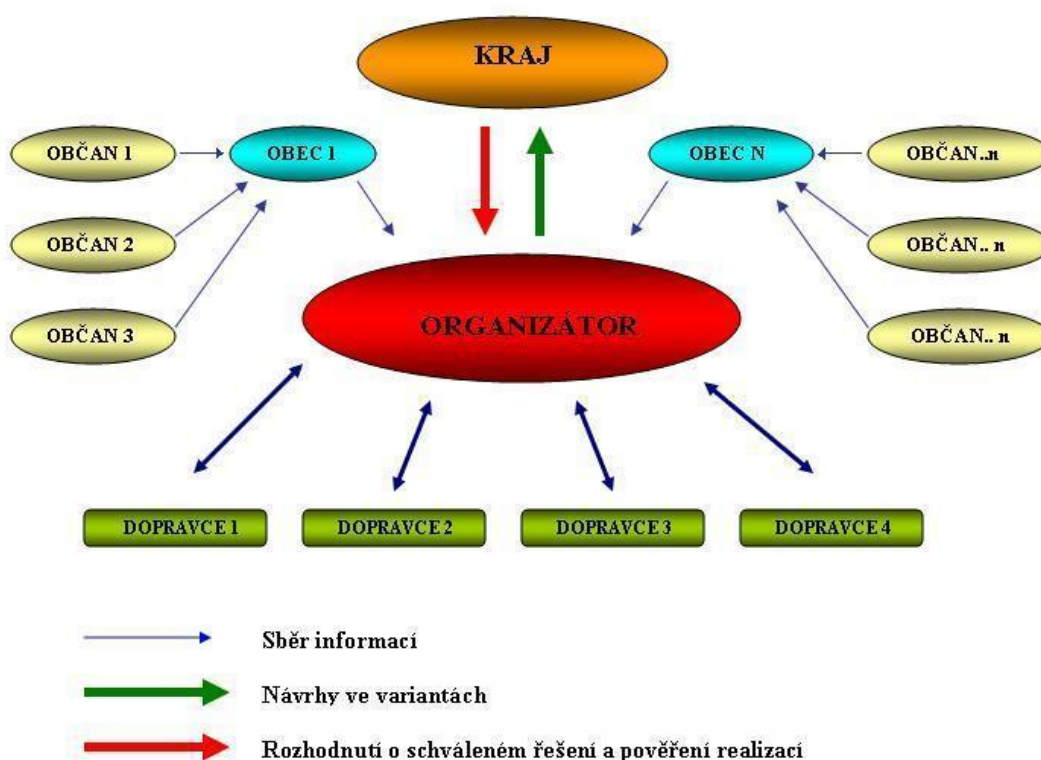 KRAJ
OBČAN 1
OBEC 1
OBEC N
OBČAN..n
OBČAN 2
OBČAN.. n
OBČAN 3
ORGANIZÁTOR
OBČAN.. n
DOPRAVCE 1
DOPRAVCE 2
DOPRAVCE 3
DOPRAVCE 4
Sběr informací
Návrhy ve variantách
Rozhodnutí o schváleném řešení a pověření realizací